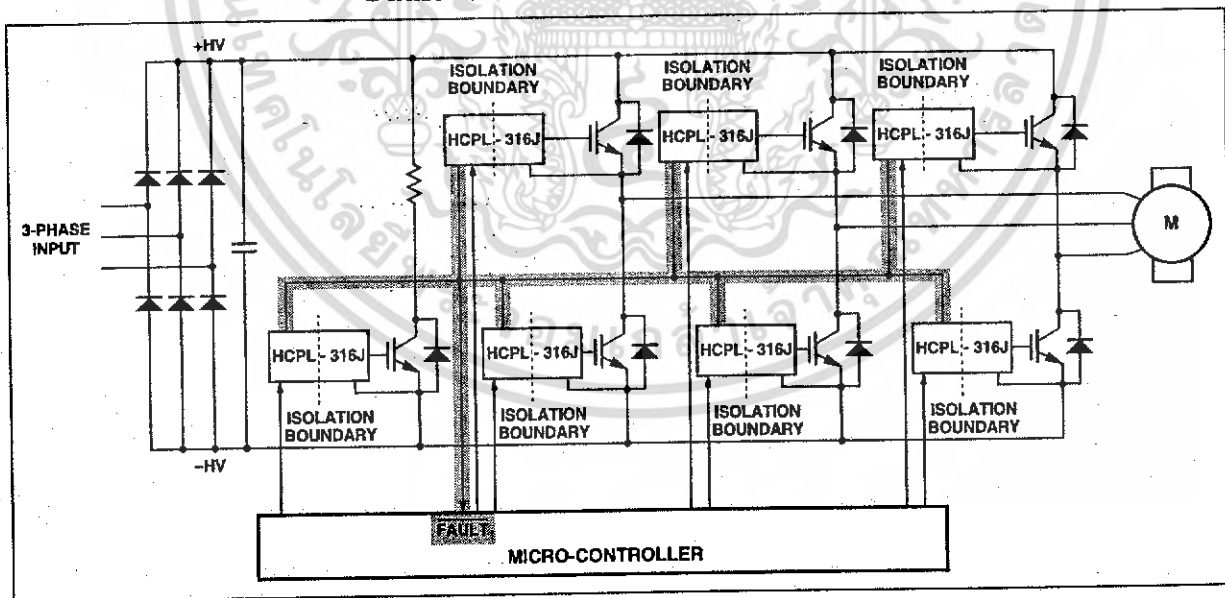 +HV
ISOLATION
BOUNDARY
ISOLATION
BOUNDARY
ISOLATION
BOUNDARY
HCPL - 316J
HCPL - 316J
HCPL - 316J
3-PHASE
INPUT
M
HCPL - 316J
HCPL - 316J
HCPL - 316J
HCPL - 316J
ISOLATION
BOUNDARY
ISOLATION
BOUNDARY
ISOLATION
BOUNDARY
ISOLATION
BOUNDARY
–HV
FAULT
MICRO-CONTROLLER